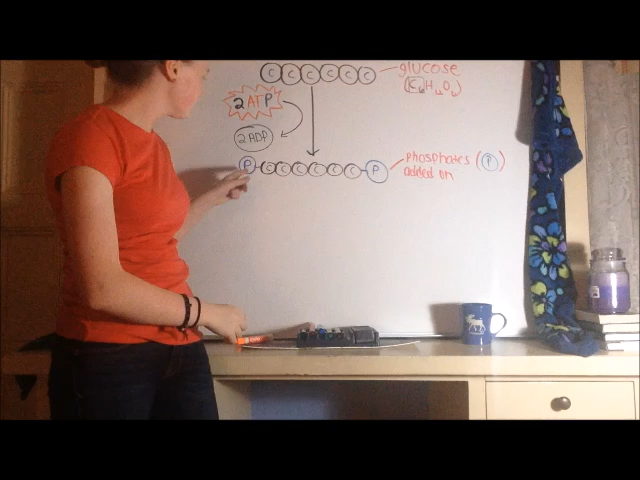 C C C C C C glucose
(C6H12O6)
2 ATP
2 ADP
P C C C C C C P phosphates (P)
added on